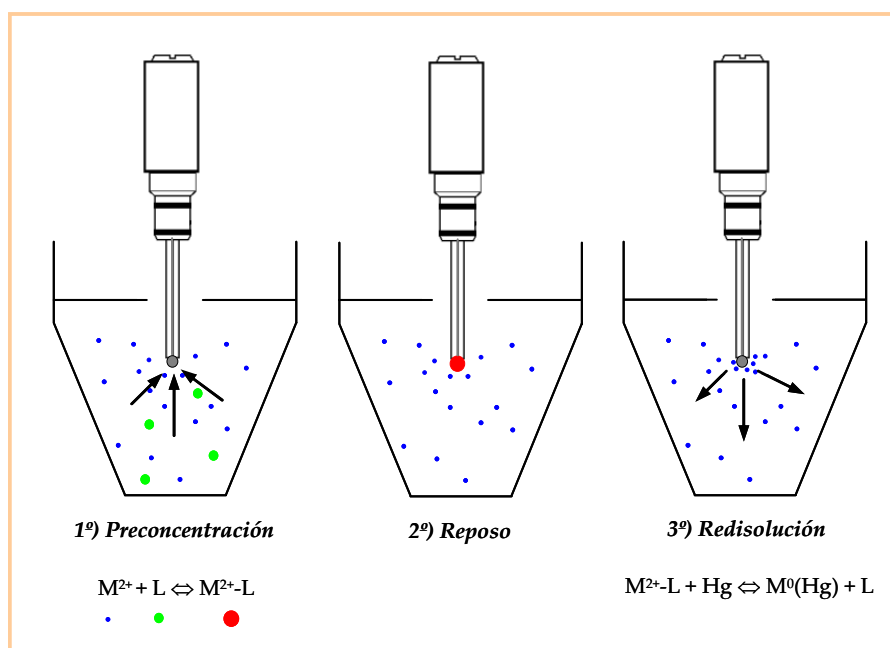 1º) Preconcentración
2º) Reposo
3º) Redisolución
M²⁺ + L ⇔ M²⁺-L
M²⁺-L + Hg ⇔ M⁰(Hg) + L